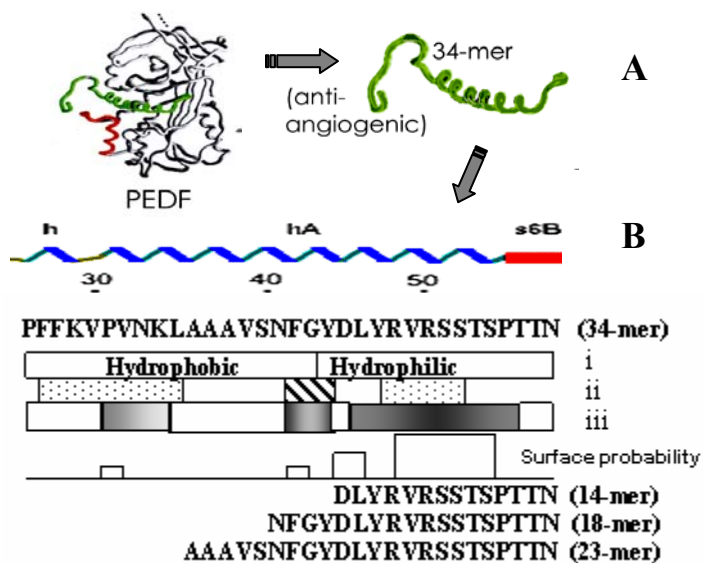 34-mer
A
(anti-
angiogenic)
PEDF
h hA s6B
B
30 40 50
PFFKVPVNKLAAAVSNFGYDLYRVRSSTSPTTN (34-mer)
Hydrophobic Hydrophilic i
ii
iii
Surface probability
DLYRVRSSTSPTTN (14-mer)
NFGYDLYRVRSSTSPTTN (18-mer)
AAAVSNFGYDLYRVRSSTSPTTN (23-mer)